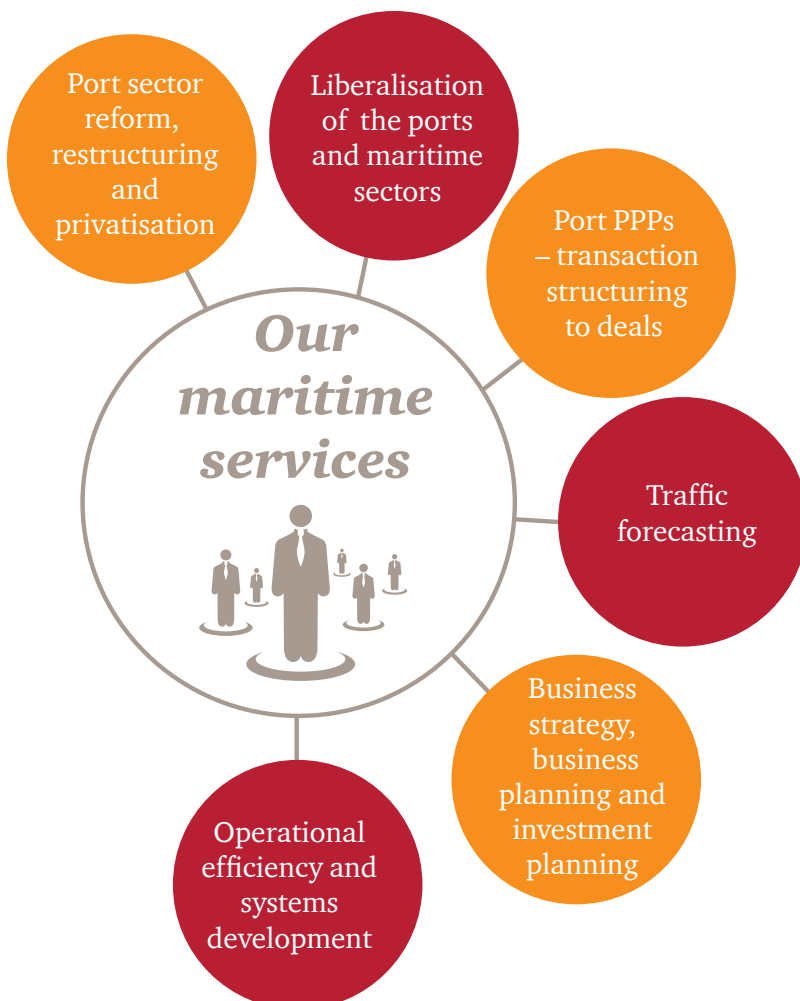 Port sector
reform,
restructuring
and
privatisation
Liberalisation
of the ports
and maritime
sectors
Port PPPs
– transaction
structuring
to deals
Our
maritime
services
Traffic
forecasting
Business
strategy,
business
planning and
investment
planning
Operational
efficiency and
systems
development